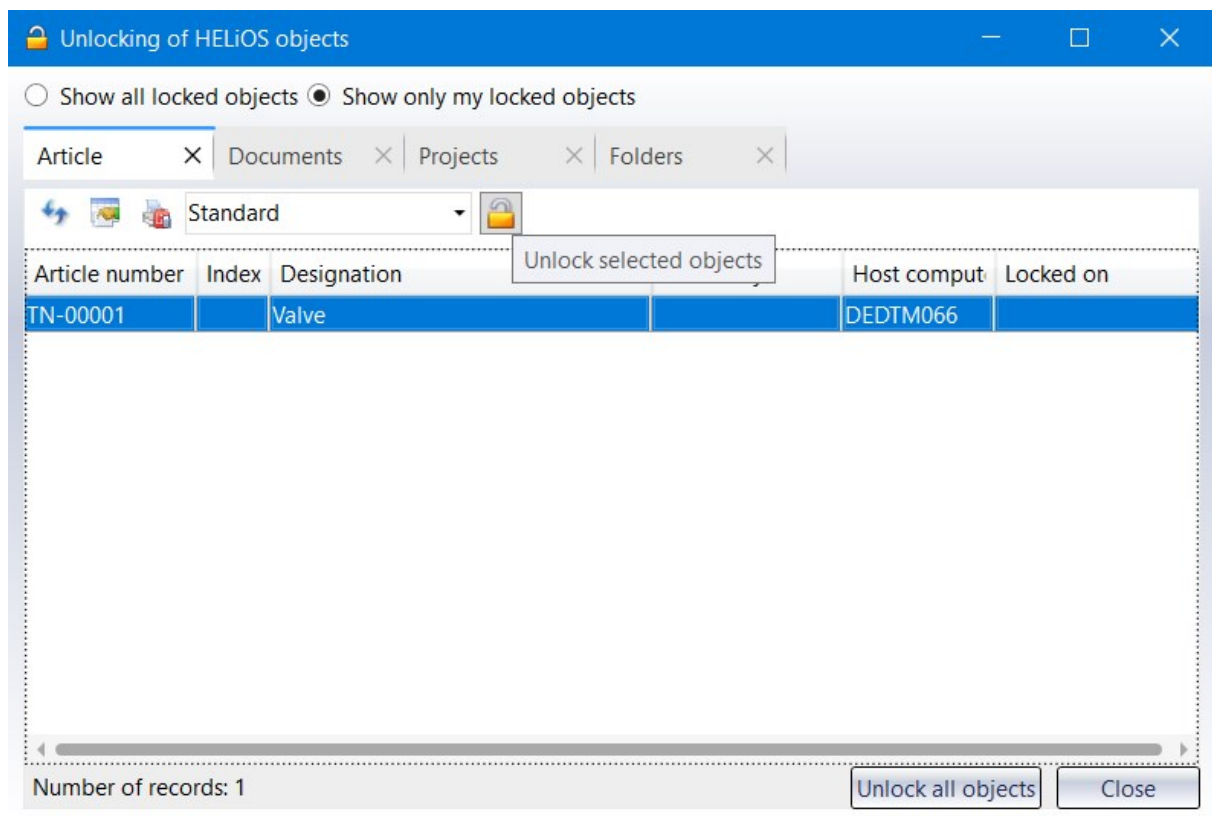 Unlocking of HELiOS objects
Show all locked objects Show only my locked objects
Article Documents Projects Folders
Standard
Unlock selected objects
Article number Index Designation Host compute Locked on
TN-00001 Valve DEDTM066
Number of records: 1 Unlock all objects Close